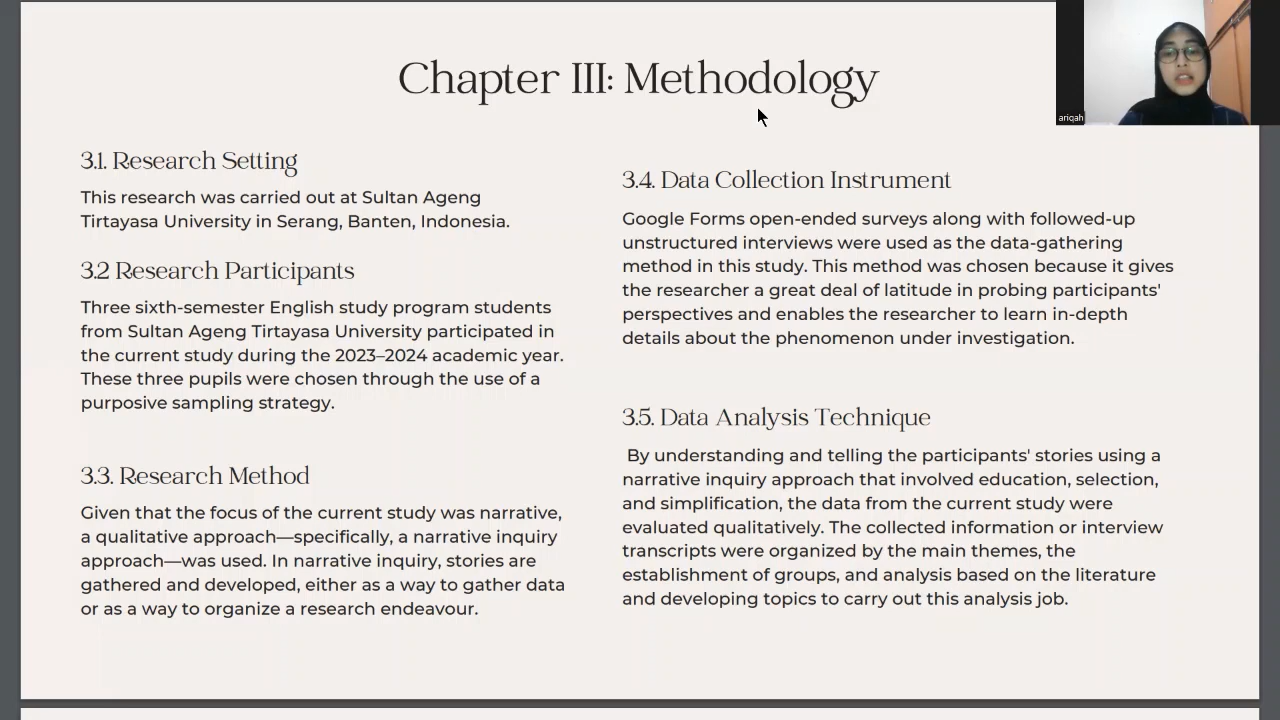 Chapter III: Methodology
ariqah
3.1. Research Setting
This research was carried out at Sultan Ageng
Tirtayasa University in Serang, Banten, Indonesia.
3.2 Research Participants
Three sixth-semester English study program students
from Sultan Ageng Tirtayasa University participated in
the current study during the 2023–2024 academic year.
These three pupils were chosen through the use of a
purposive sampling strategy.
3.3. Research Method
Given that the focus of the current study was narrative,
a qualitative approach—specifically, a narrative inquiry
approach—was used. In narrative inquiry, stories are
gathered and developed, either as a way to gather data
or as a way to organize a research endeavour.
3.4. Data Collection Instrument
Google Forms open-ended surveys along with followed-up
unstructured interviews were used as the data-gathering
method in this study. This method was chosen because it gives
the researcher a great deal of latitude in probing participants'
perspectives and enables the researcher to learn in-depth
details about the phenomenon under investigation.
3.5. Data Analysis Technique
By understanding and telling the participants' stories using a
narrative inquiry approach that involved education, selection,
and simplification, the data from the current study were
evaluated qualitatively. The collected information or interview
transcripts were organized by the main themes, the
establishment of groups, and analysis based on the literature
and developing topics to carry out this analysis job.